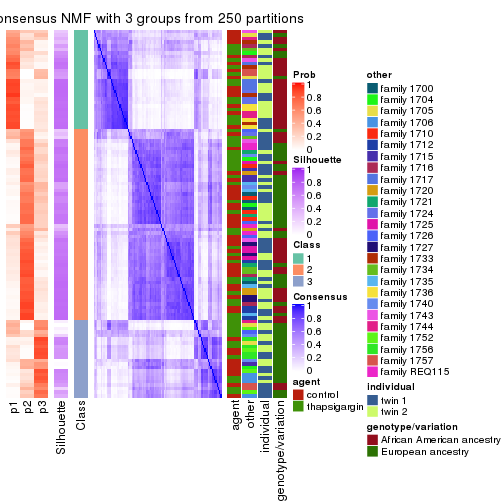 onsensus NMF with 3 groups from 250 partitions
p1
p2
p3
Silhouette
Class
agent
other
individual
genotype/variation
Prob
1
0.8
0.6
0.4
0.2
0
Silhouette
1
0.8
0.6
0.4
0.2
0
Class
1
2
3
Consensus
1
0.8
0.6
0.4
0.2
0
agent
control
thapsigargin
other
family 1700
family 1704
family 1705
family 1706
family 1710
family 1712
family 1715
family 1716
family 1717
family 1720
family 1721
family 1724
family 1725
family 1726
family 1727
family 1733
family 1734
family 1735
family 1736
family 1740
family 1743
family 1744
family 1752
family 1756
family 1757
family REQ115
individual
twin 1
twin 2
genotype/variation
African American ancestry
European ancestry